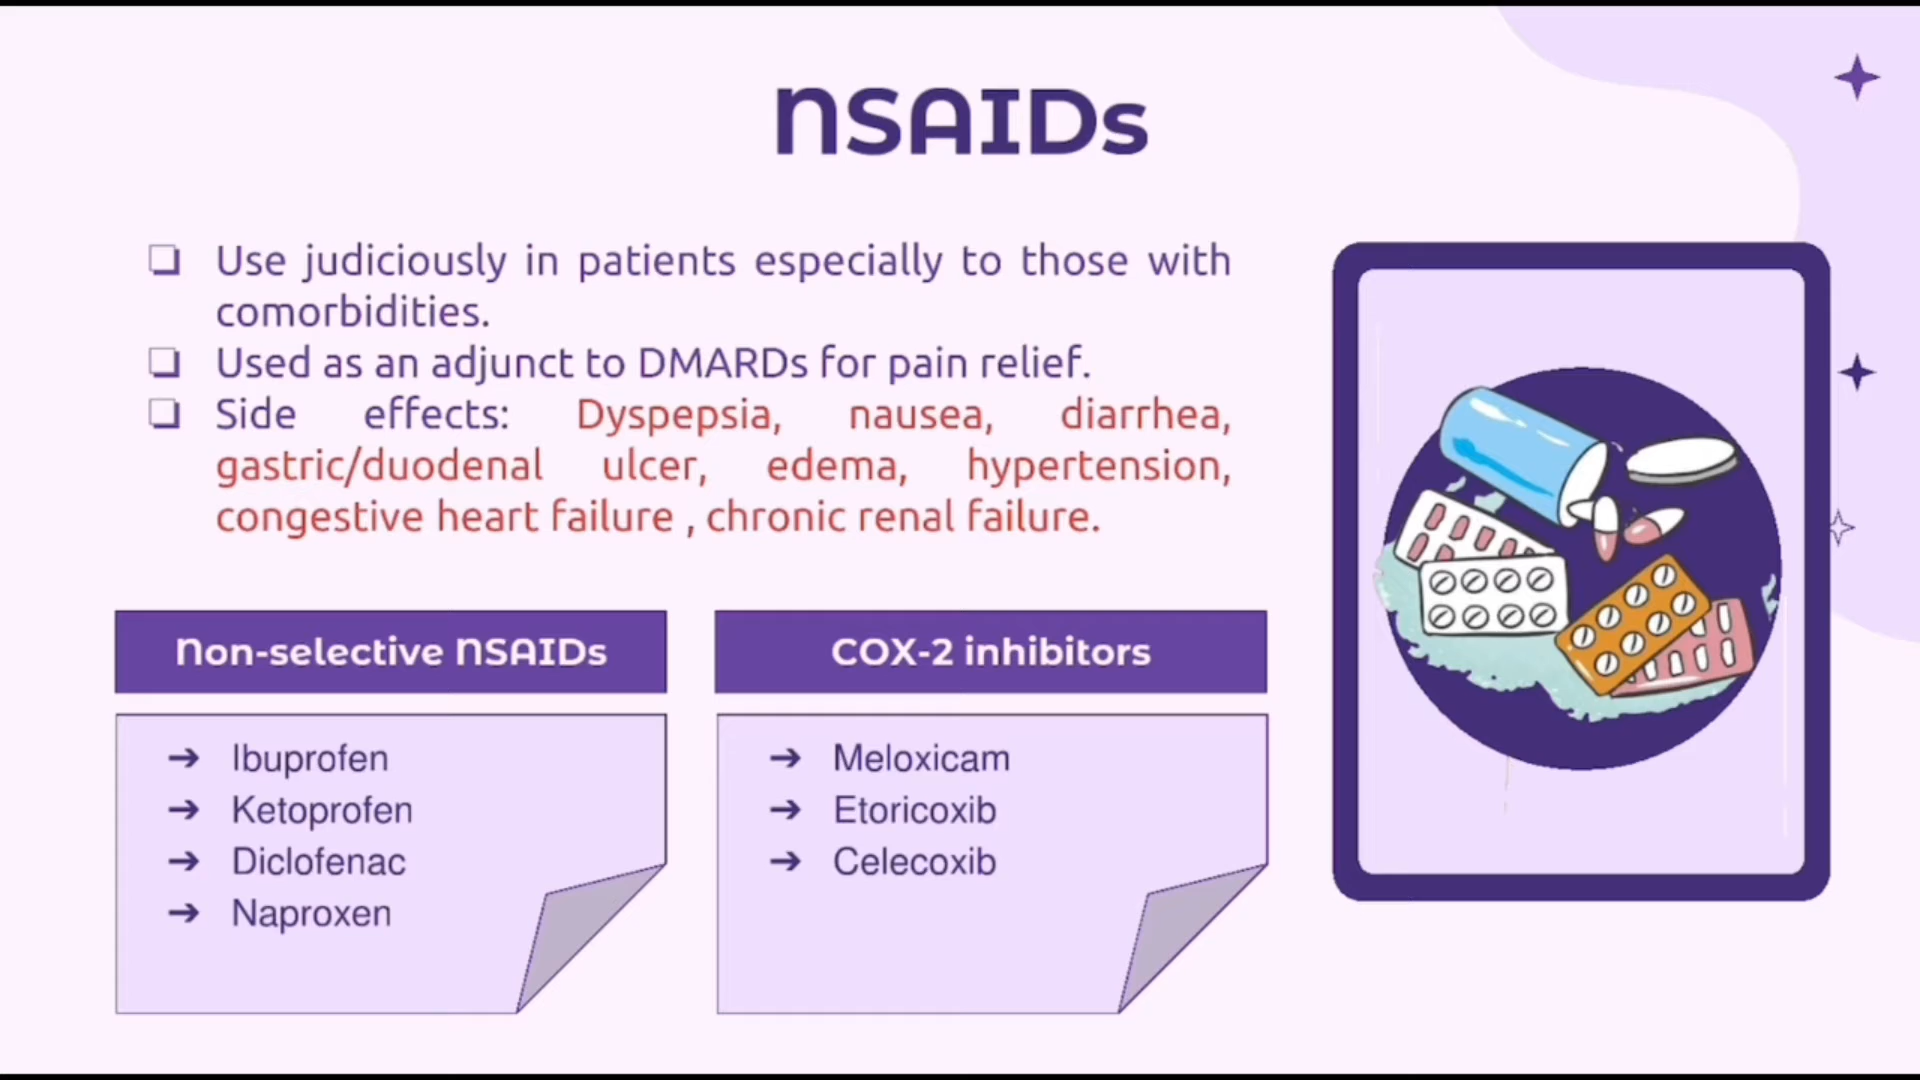 NSAIDs
❏ Use judiciously in patients especially to those with
comorbidities.
❏ Used as an adjunct to DMARDs for pain relief.
❏ Side effects: Dyspepsia, nausea, diarrhea,
gastric/duodenal ulcer, edema, hypertension,
congestive heart failure , chronic renal failure.
Non-selective NSAIDs
➔ Ibuprofen
➔ Ketoprofen
➔ Diclofenac
➔ Naproxen
COX-2 inhibitors
➔ Meloxicam
➔ Etoricoxib
➔ Celecoxib